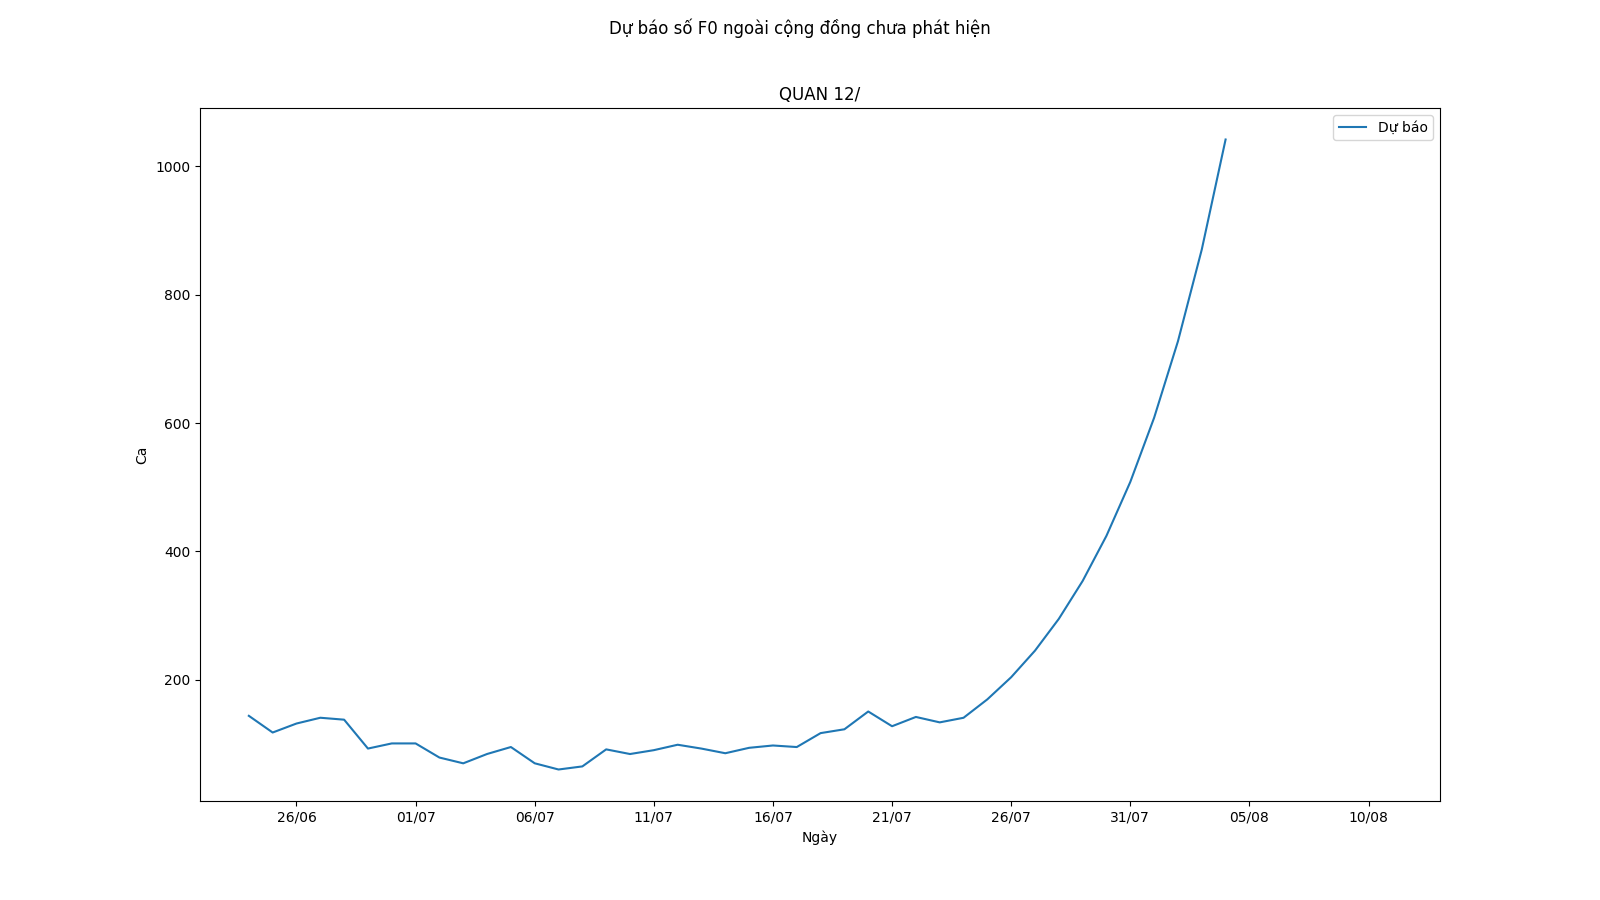 Dự báo số F0 ngoài cộng đồng chưa phát hiện
QUAN 12/
Dự báo
1000
800
600
400
200
Ca
26/06 01/07 06/07 11/07 16/07 21/07 26/07 31/07 05/08 10/08
Ngày